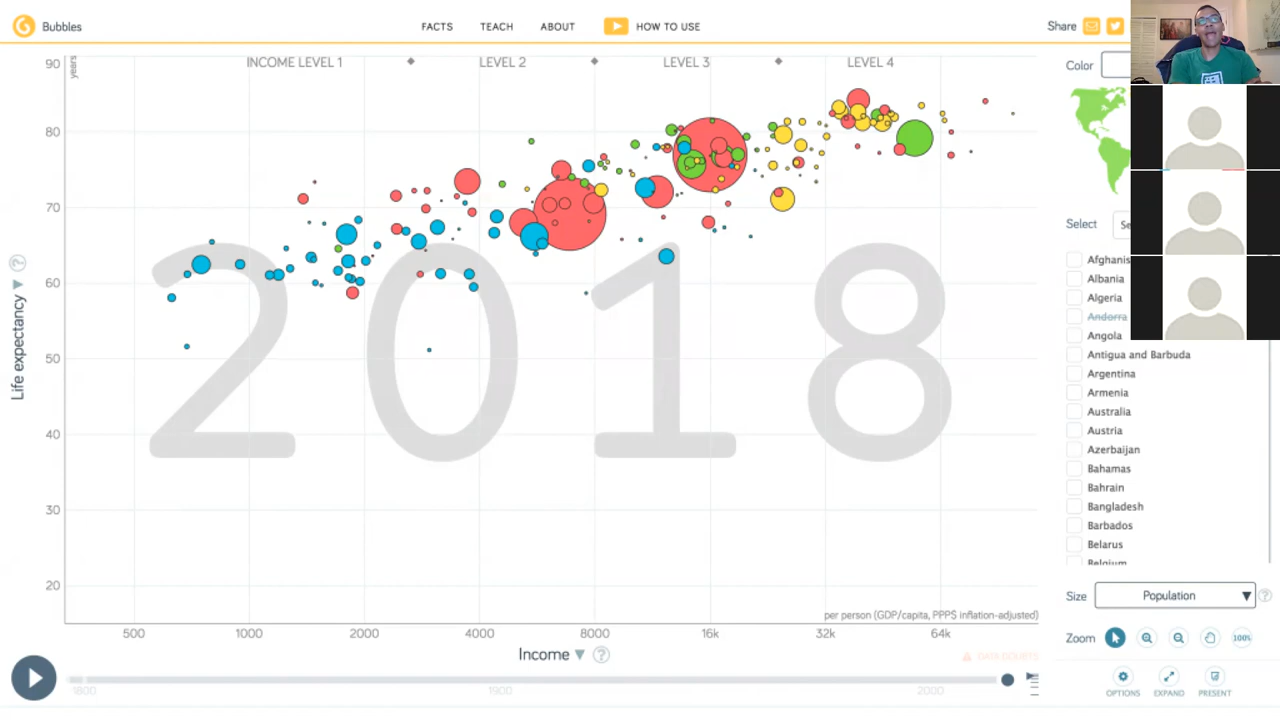 Bubbles
FACTS TEACH ABOUT HOW TO USE
Share
years
90
80
70
60
50
40
30
20
INCOME LEVEL 1 LEVEL 2 LEVEL 3 LEVEL 4
2018
Life expectancy
?
per person (GDP/capita, PPP$ inflation-adjusted)
500 1000 2000 4000 8000 16k 32k 64k
Income ?
DATA DOUBTS
1800 1900 2000
Color
Select
Afghanis
Albania
Algeria
Andorra
Angola
Antigua and Barbuda
Argentina
Armenia
Australia
Austria
Azerbaijan
Bahamas
Bahrain
Bangladesh
Barbados
Belarus
Belgium
Size Population ?
Zoom 100%
OPTIONS EXPAND PRESENT